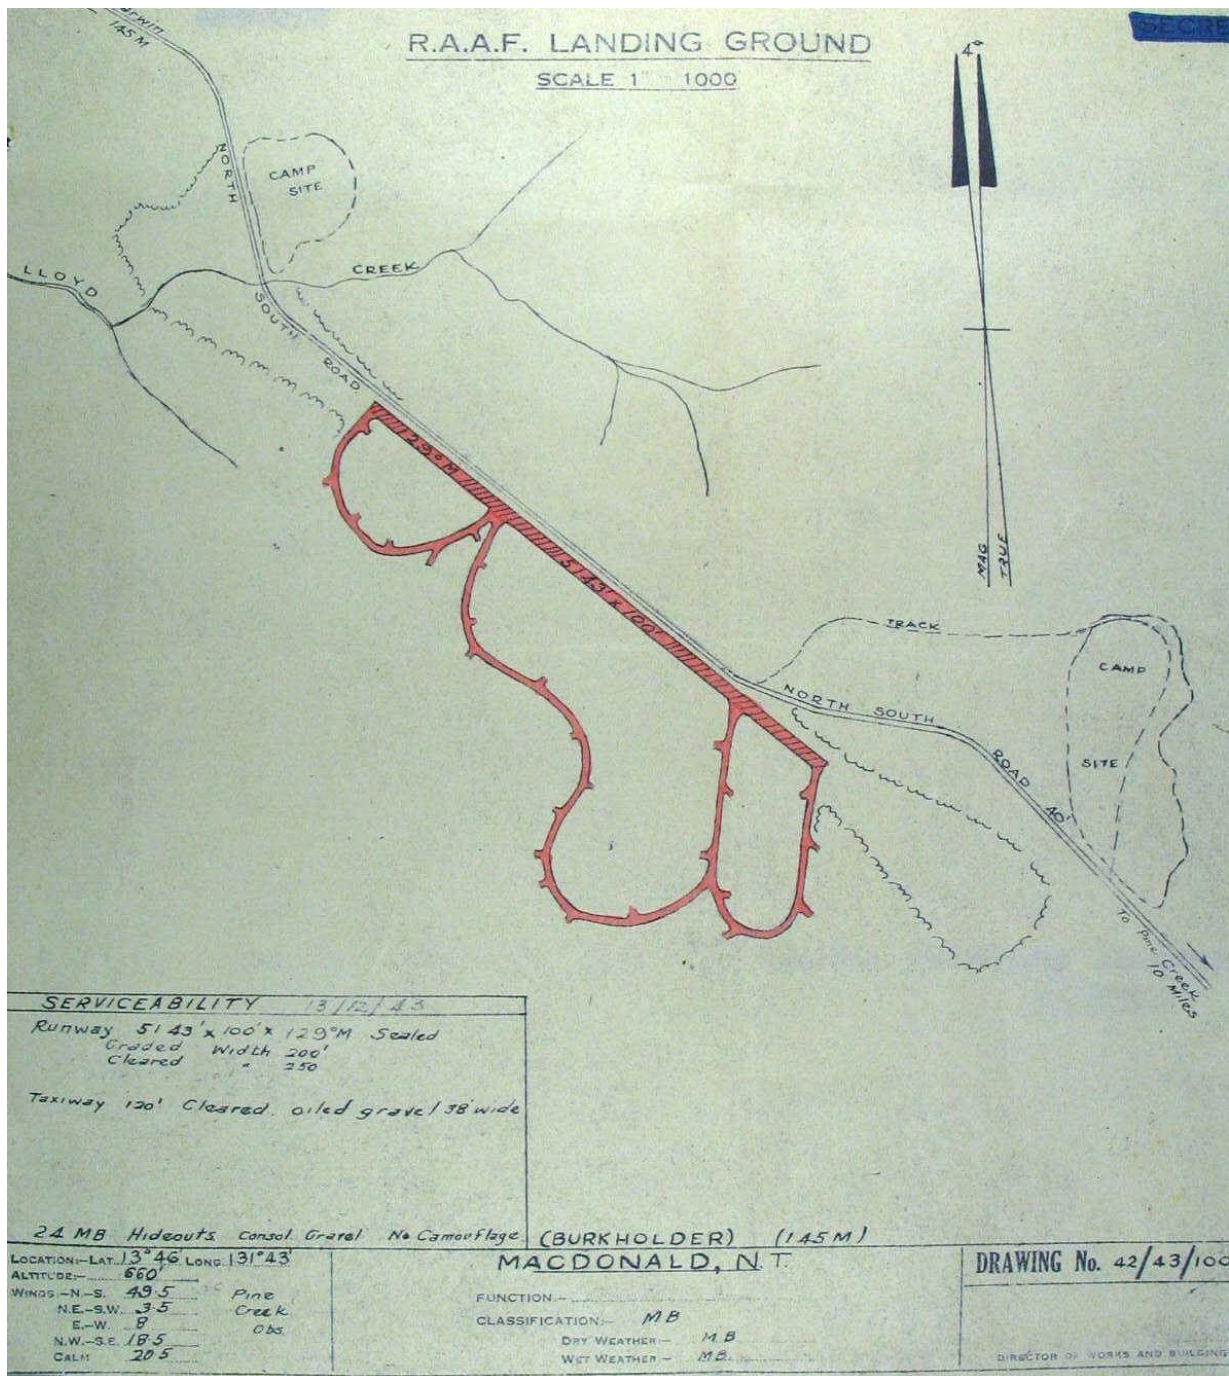 Darwin
145 M
R.A.A.F. LANDING GROUND
SCALE 1" 1000
SECRE
4°
NORTH
CAMP
SITE
LLOYD
CREEK
SOUTH
ROAD
129°M
5143' x 100'
MAG
TRUE
TRACK
CAMP
SITE
NORTH SOUTH
ROAD
40'
To Pine Creek
10 Miles
SERVICEABILITY 13/12/43
Runway 5143' x 100' x 129°M Sealed
Graded Width 200'
Cleared " 250
Taxiway 120' Cleared. oiled gravel 38' wide
24 MB Hideouts Consol. Gravel No Camouflage
(BURKHOLDER) (145M)
MACDONALD, N.T.
LOCATION:- LAT. 13°46' LONG. 131°43'
ALTITUDE:- 660'
WINDS - N-S. 49.5 Pine
N.E.-S.W. 3.5 Creek
E.-W. 8 Obs
N.W.-S.E. 18.5
CALM 20.5
FUNCTION.-
CLASSIFICATION:- MB
DRY WEATHER:- MB
WET WEATHER:- MB
DRAWING No. 42/43/100
DIRECTOR OF WORKS AND BUILDING